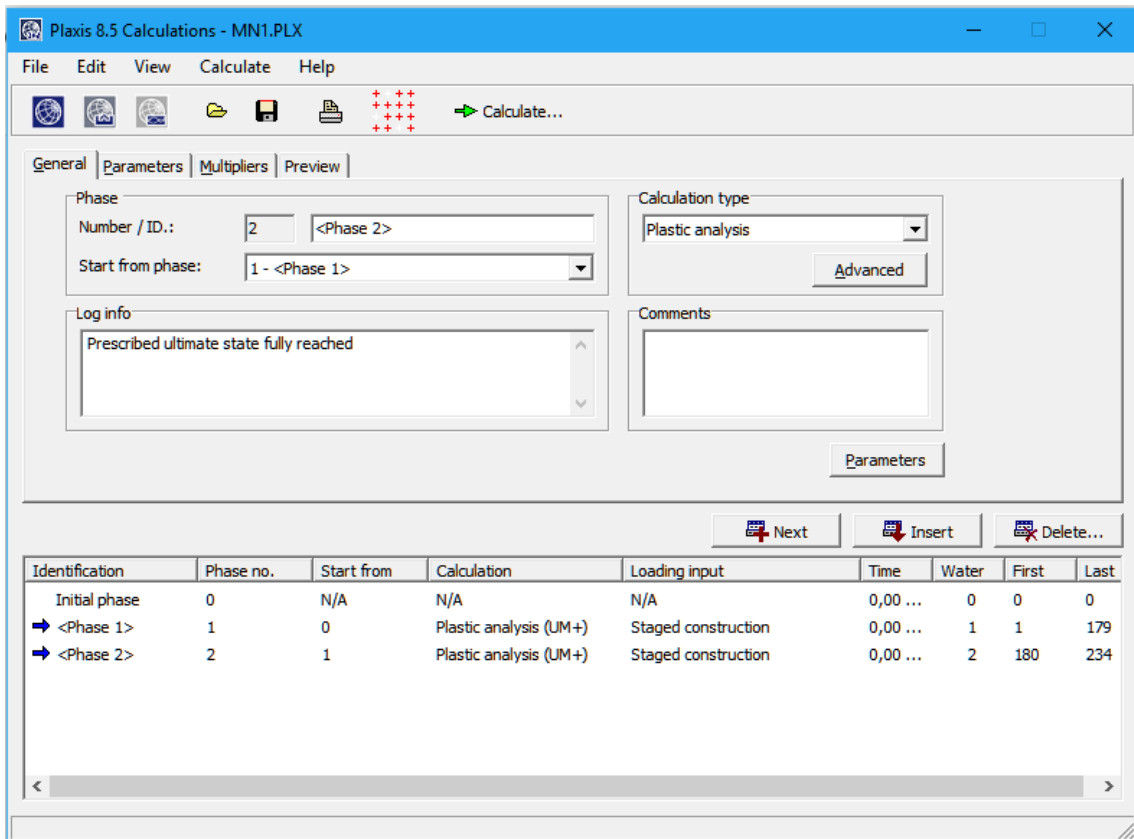 Plaxis 8.5 Calculations - MN1.PLX
File Edit View Calculate Help
Calculate...
General Parameters Multipliers Preview
Phase
Number / ID.: 2 <Phase 2>
Start from phase: 1 - <Phase 1>
Calculation type
Plastic analysis
Advanced
Log info
Prescribed ultimate state fully reached
Comments
Parameters
Next Insert Delete...
Identification Phase no. Start from Calculation Loading input Time Water First Last
Initial phase 0 N/A N/A N/A 0,00 ... 0 0 0
<Phase 1> 1 0 Plastic analysis (UM+) Staged construction 0,00 ... 1 1 179
<Phase 2> 2 1 Plastic analysis (UM+) Staged construction 0,00 ... 2 180 234